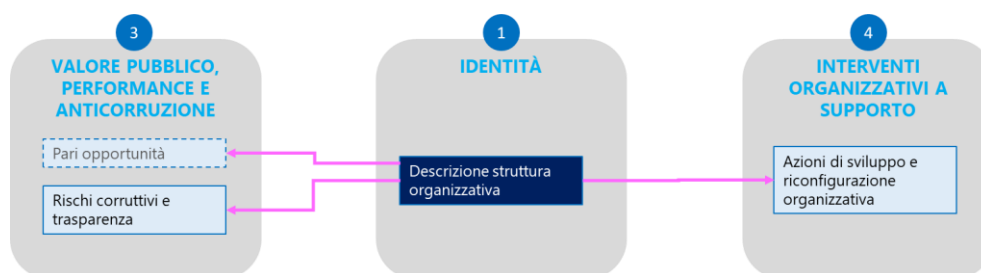 3
VALORE PUBBLICO,
PERFORMANCE E
ANTICORRUZIONE
Pari opportunità
Rischi corruttivi e
trasparenza
1
IDENTITÀ
Descrizione struttura
organizzativa
4
INTERVENTI
ORGANIZZATIVI A
SUPPORTO
Azioni di sviluppo e
riconfigurazione
organizzativa